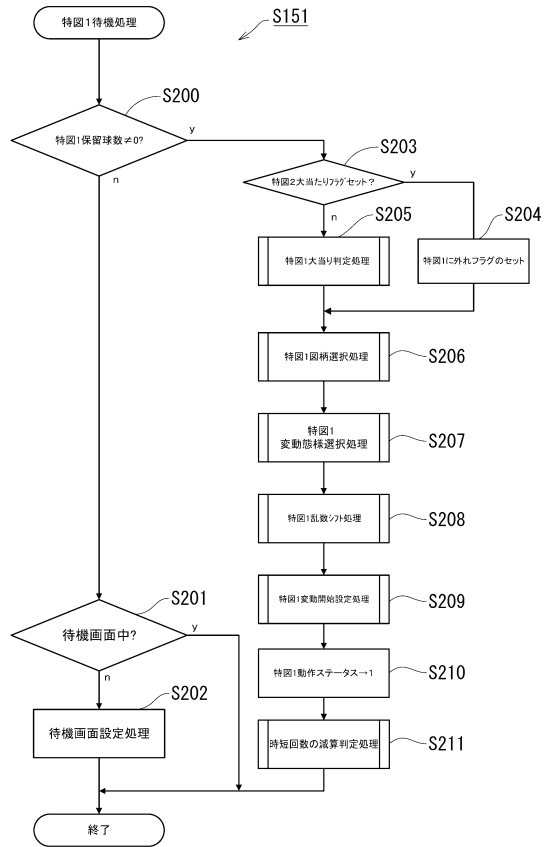 特図1待機処理
S151
S200
特図1保留球数≠0?
y
n
S203
特図2大当たりフラグセット?
y
n
S205
S204
特図1大当り判定処理
特図1に外れフラグのセット
特図1図柄選択処理
S206
特図1
変動態様選択処理
S207
特図1乱数シフト処理
S208
特図1変動開始設定処理
S209
S201
待機画面中?
y
n
特図1動作ステータス→1
S210
S202
待機画面設定処理
時短回数の減算判定処理
S211
終了